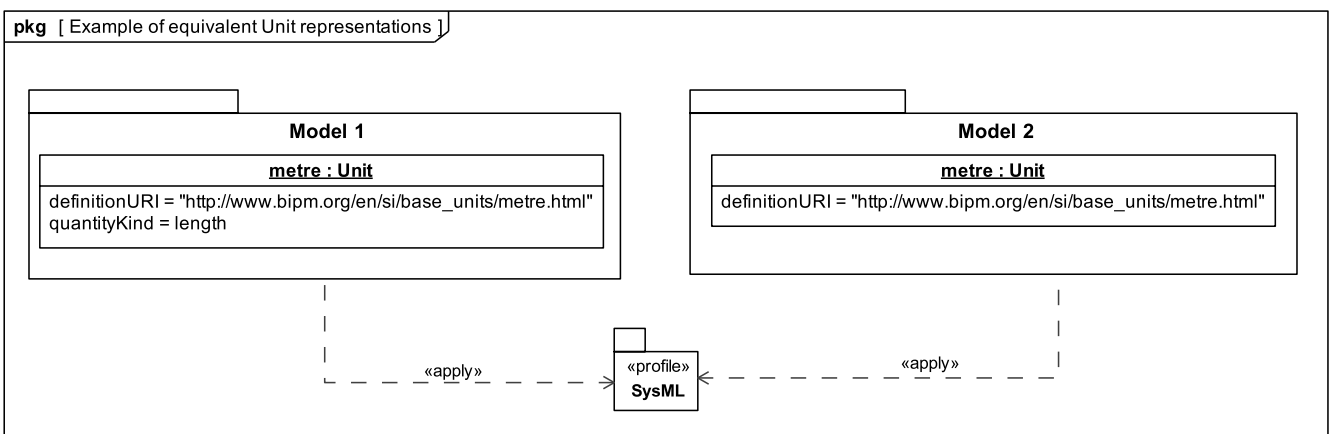 pkg [ Example of equivalent Unit representations ]
Model 1
metre : Unit
definitionURI = "http://www.bipm.org/en/si/base_units/metre.html"
quantityKind = length
Model 2
metre : Unit
definitionURI = "http://www.bipm.org/en/si/base_units/metre.html"
«apply»
«profile»
SysML
«apply»